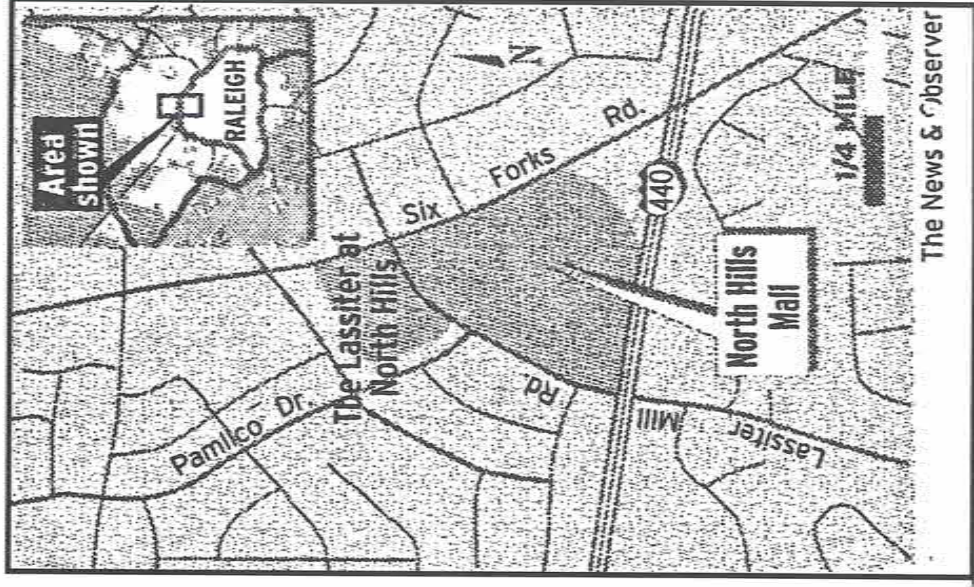 Area
shown
RALEIGH
N
Six Forks Rd.
The Lassiter at
North Hills
Pamlico Dr.
Lassiter Mill Rd.
440
North Hills
Mall
1/4 MILE
The News & Observer